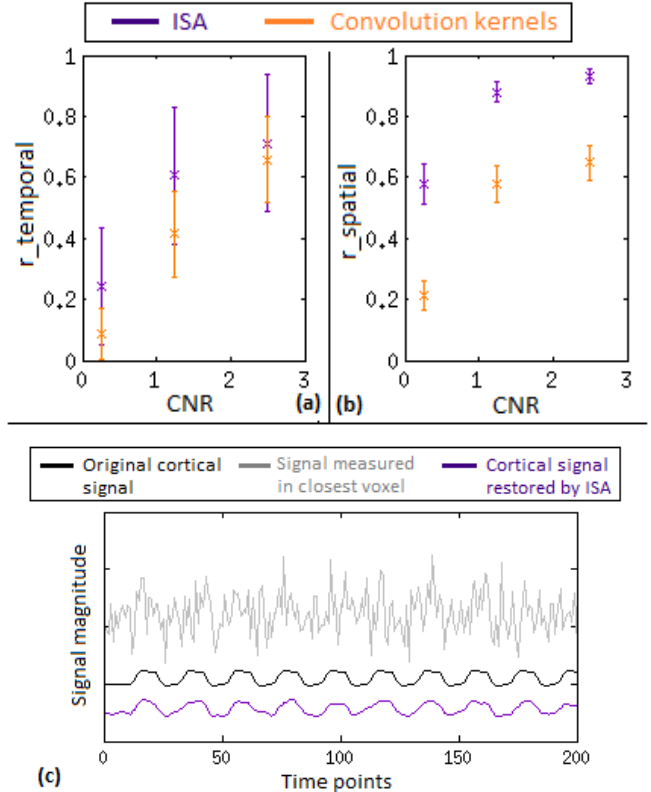 ISA Convolution kernels
1 1
0.8 0.8
0.6 0.6
0.4 0.4
0.2 0.2
0 0
r_temporal
r_spatial
0 1 2 3 0 1 2 3
CNR (a) (b) CNR
Original cortical signal
Signal measured in closest voxel
Cortical signal restored by ISA
Signal magnitude
0 50 100 150 200
(c) Time points